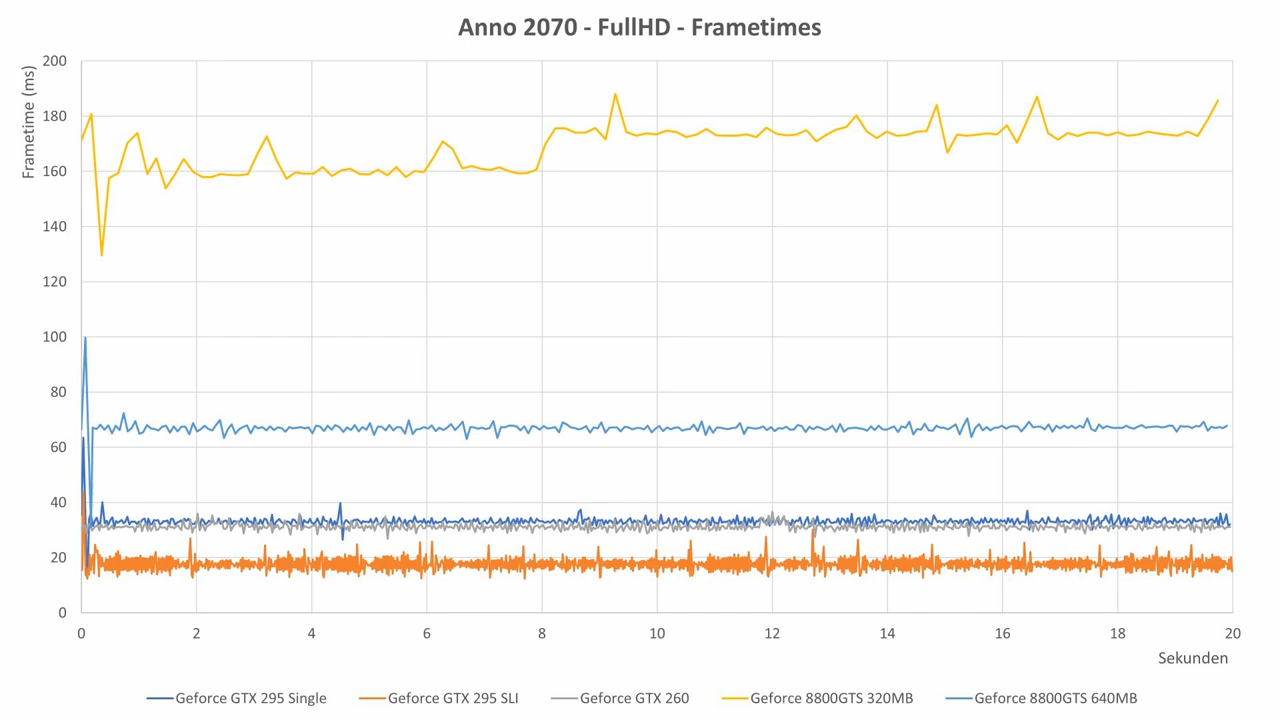 Anno 2070 - FullHD - Frametimes
Frametime (ms)
200
180
160
140
120
100
80
60
40
20
0
0 2 4 6 8 10 12 14 16 18 20
Sekunden
Geforce GTX 295 Single Geforce GTX 295 SLI Geforce GTX 260 Geforce 8800GTS 320MB Geforce 8800GTS 640MB